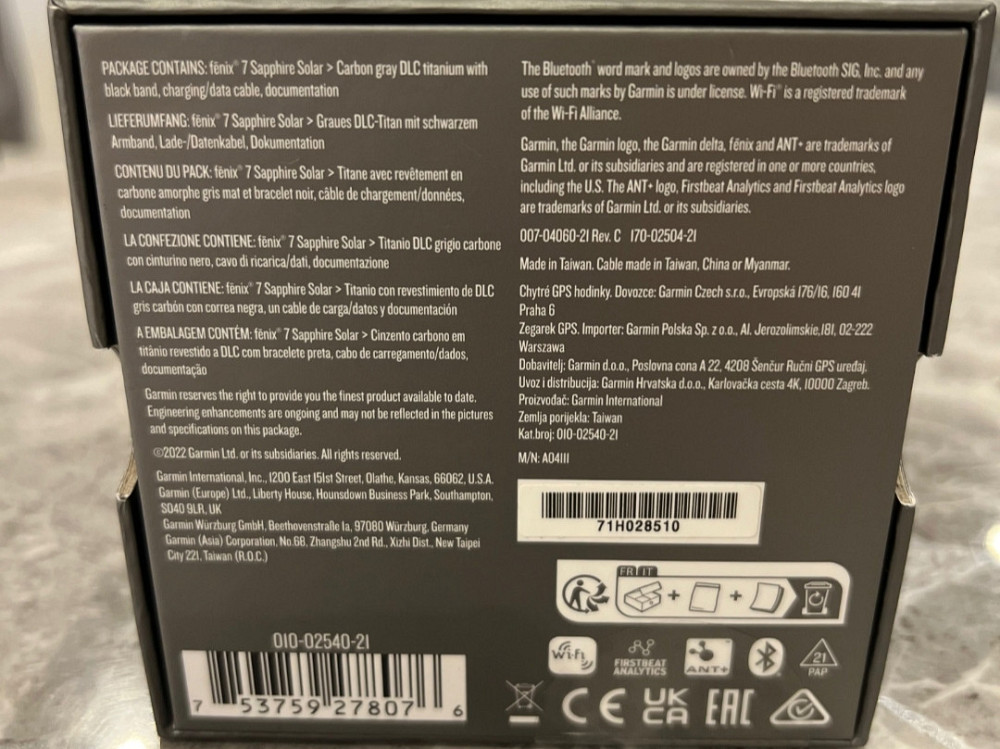 PACKAGE CONTAINS: fēnix® 7 Sapphire Solar > Carbon gray DLC titanium with
black band, charging/data cable, documentation
LIEFERUMFANG: fēnix® 7 Sapphire Solar > Graues DLC-Titan mit schwarzem
Armband, Lade-/Datenkabel, Dokumentation
CONTENU DU PACK: fēnix® 7 Sapphire Solar > Titane avec revêtement en
carbone amorphe gris mat et bracelet noir, câble de chargement/données,
documentation
LA CONFEZIONE CONTIENE: fēnix® 7 Sapphire Solar > Titanio DLC grigio carbone
con cinturino nero, cavo di ricarica/dati, documentazione
LA CAJA CONTIENE: fēnix® 7 Sapphire Solar > Titanio con revestimiento de DLC
gris carbón con correa negra, un cable de carga/datos y documentación
A EMBALAGEM CONTÉM: fēnix® 7 Sapphire Solar > Cinzento carbono em
titânio revestido a DLC com bracelete preta, cabo de carregamento/dados,
documentação
Garmin reserves the right to provide you the finest product available to date.
Engineering enhancements are ongoing and may not be reflected in the pictures
and specifications on this package.
©2022 Garmin Ltd. or its subsidiaries. All rights reserved.
Garmin International, Inc., 1200 East 151st Street, Olathe, Kansas, 66062, U.S.A.
Garmin (Europe) Ltd., Liberty House, Hounsdown Business Park, Southampton,
SO40 9LR, UK
Garmin Würzburg GmbH, Beethovenstraße 1a, 97080 Würzburg, Germany
Garmin (Asia) Corporation, No.68, Zhangshu 2nd Rd., Xizhi Dist., New Taipei
City 221, Taiwan (R.O.C.)
010-02540-21
7 53759 27807 6
The Bluetooth® word mark and logos are owned by the Bluetooth SIG, Inc. and any
use of such marks by Garmin is under license. Wi-Fi® is a registered trademark
of the Wi-Fi Alliance.
Garmin, the Garmin logo, the Garmin delta, fēnix and ANT+ are trademarks of
Garmin Ltd. or its subsidiaries and are registered in one or more countries,
including the U.S. The ANT+ logo, Firstbeat Analytics and Firstbeat Analytics logo
are trademarks of Garmin Ltd. or its subsidiaries.
007-04060-21 Rev. C 170-02504-21
Made in Taiwan. Cable made in Taiwan, China or Myanmar.
Chytré GPS hodinky. Dovozce: Garmin Czech s.r.o., Evropská 176/16, 160 41
Praha 6
Zegarek GPS. Importer: Garmin Polska Sp. z o.o., Al. Jerozolimskie,181, 02-222
Warszawa
Dobavitelj: Garmin d.o.o., Poslovna cona A 22, 4208 Šenčur Ručni GPS uređaj.
Uvoz i distribucija: Garmin Hrvatska d.o.o., Karlovačka cesta 4K, 10000 Zagreb.
Proizvođač: Garmin International
Zemlja porijekla: Taiwan
Kat.broj: 010-02540-21
M/N: A04111
71H028510
FR IT
Wi-Fi
FIRSTBEAT
ANALYTICS
ANT+
21
PAP
CE
UK
CA
EAC